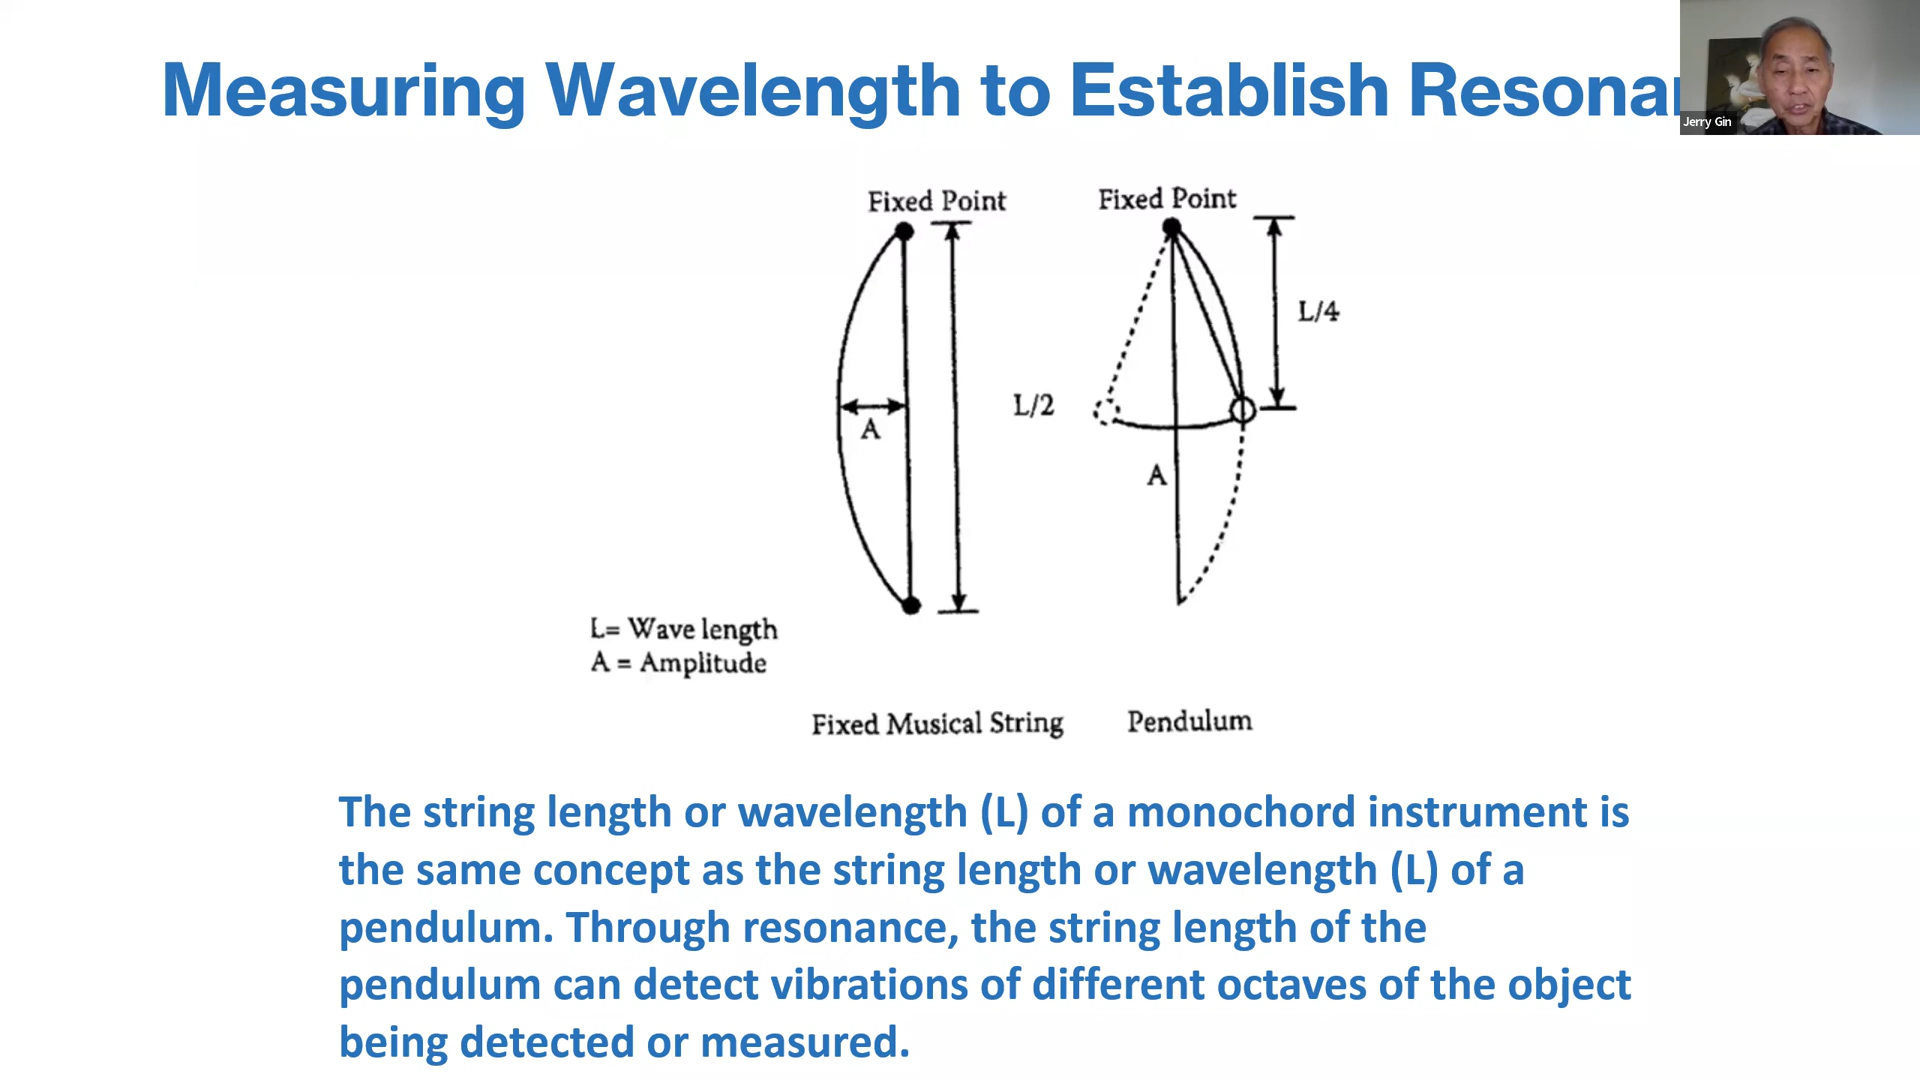 Measuring Wavelength to Establish Resona
Jerry Gin
Fixed Point
Fixed Point
L/4
L/2
A
A
L= Wave length
A = Amplitude
Fixed Musical String
Pendulum
The string length or wavelength (L) of a monochord instrument is
the same concept as the string length or wavelength (L) of a
pendulum. Through resonance, the string length of the
pendulum can detect vibrations of different octaves of the object
being detected or measured.